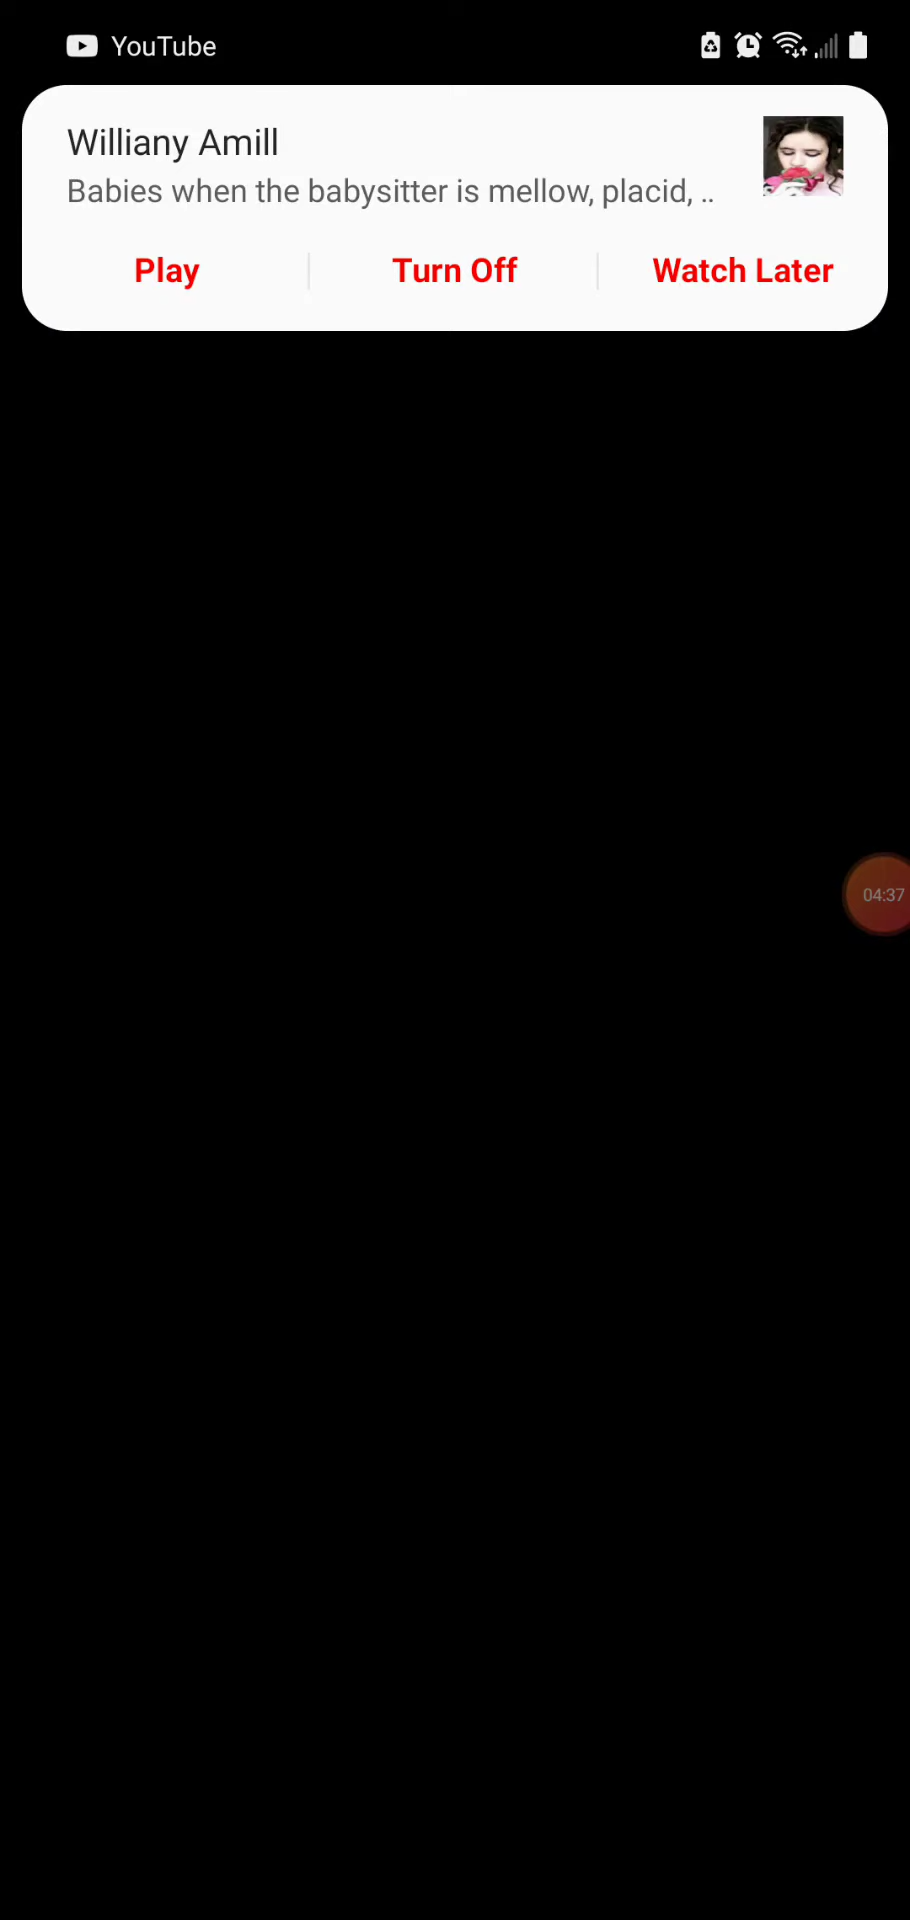 YouTube
Williany Amill
Babies when the babysitter is mellow, placid, ..
Play
Turn Off
Watch Later
04:37